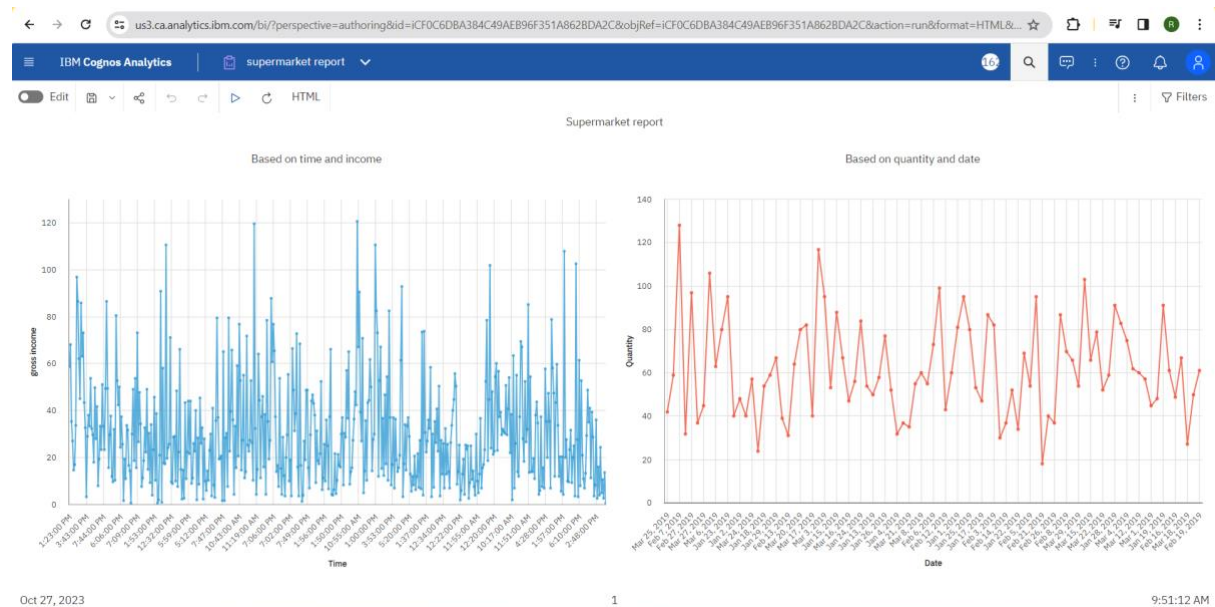 us3.ca.analytics.ibm.com/bi/?perspective=authoring&id=iCF0C6DBA384C49AEB96F351A862BDA2C&objRef=iCF0C6DBA384C49AEB96F351A862BDA2C&action=run&format=HTML&...
R
IBM Cognos Analytics supermarket report
Edit HTML Filters
Supermarket report
Based on time and income
gross income
120
100
80
60
40
20
0
1:23:00 PM 3:43:00 PM 7:44:00 PM 6:06:00 PM 7:09:00 PM 1:53:00 PM 12:32:00 PM 5:59:00 PM 5:12:00 PM 7:47:00 PM 10:43:00 AM 11:19:00 AM 7:06:00 PM 7:02:00 PM 7:49:00 PM 1:56:00 PM 1:50:00 PM 10:55:00 AM 1:00:00 PM 3:53:00 PM 5:20:00 PM 1:37:00 PM 12:34:00 PM 12:22:00 PM 11:55:00 AM 12:20:00 PM 10:17:00 AM 11:51:00 AM 4:28:00 PM 1:57:00 PM 6:10:00 PM 2:48:00 PM
Time
Based on quantity and date
Quantity
140
120
100
80
60
40
20
0
Date
Oct 27, 2023 1 9:51:12 AM